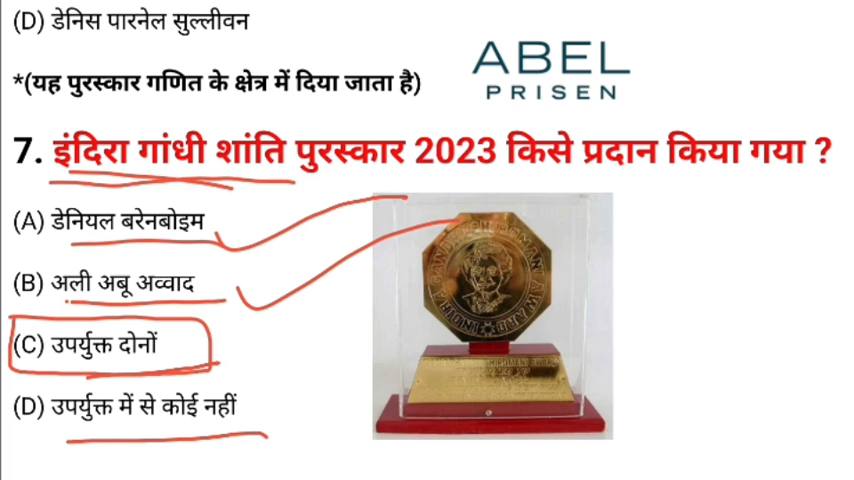 (D) डेनिस पारनेल सुल्लीवन
*(यह पुरस्कार गणित के क्षेत्र में दिया जाता है)
ABEL
PRISEN
7. इंदिरा गांधी शांति पुरस्कार 2023 किसे प्रदान किया गया ?
(A) डेनियल बरेनबोइम
(B) अली अबू अव्वाद
(C) उपर्युक्त दोनों
(D) उपर्युक्त में से कोई नहीं